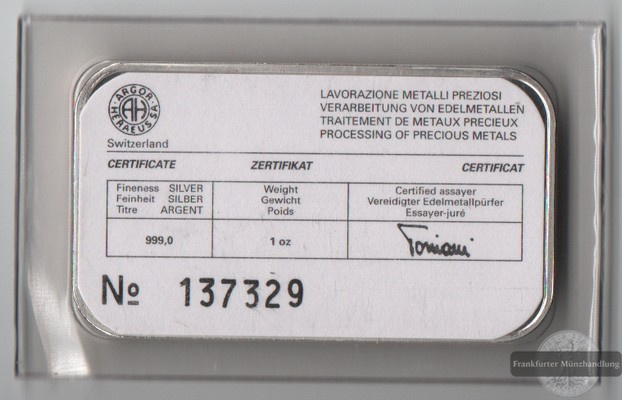 LAVORAZIONE METALLI PREZIOSI
VERARBEITUNG VON EDELMETALLEN
TRAITEMENT DE METAUX PRECIEUX
PROCESSING OF PRECIOUS METALS
ARGOR HERAEUS SA
AH
Switzerland
CERTIFICATE ZERTIFIKAT CERTIFICAT
Fineness SILVER
Feinheit SILBER
Titre ARGENT
Weight
Gewicht
Poids
Certified assayer
Vereidigter Edelmetallpürfer
Essayer-juré
999,0 1 oz
№ 137329
Frankfurter Münzhandlung